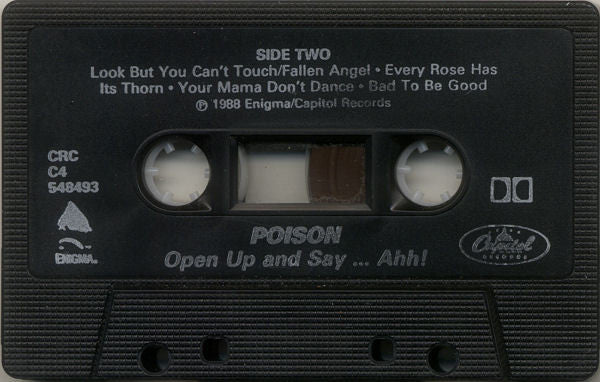 SIDE TWO
Look But You Can't Touch/Fallen Angel • Every Rose Has
Its Thorn • Your Mama Don't Dance • Bad To Be Good
℗ 1988 Enigma/Capitol Records
CRC
C4
548493
ENIGMA
POISON
Open Up and Say ... Ahh!
Capitol
RECORDS